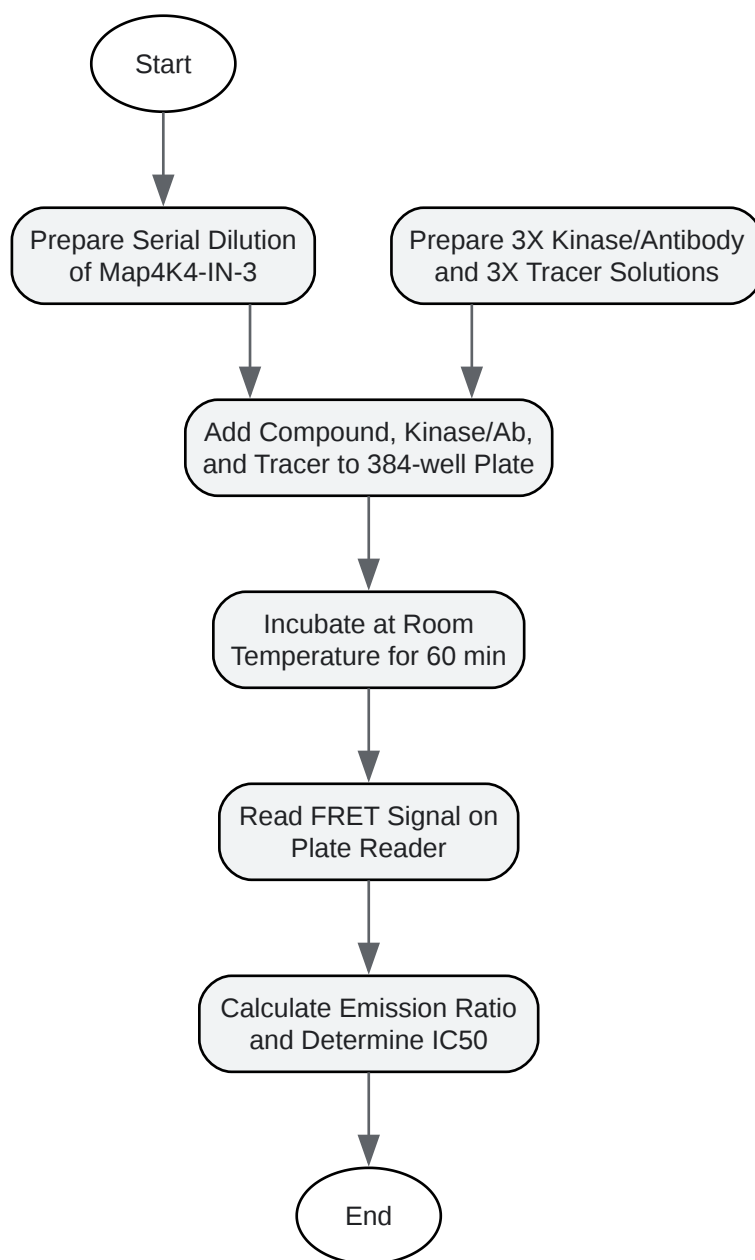 Start
Prepare Serial Dilution
of Map4K4-IN-3
Prepare 3X Kinase/Antibody
and 3X Tracer Solutions
Add Compound, Kinase/Ab,
and Tracer to 384-well Plate
Incubate at Room
Temperature for 60 min
Read FRET Signal on
Plate Reader
Calculate Emission Ratio
and Determine IC50
End